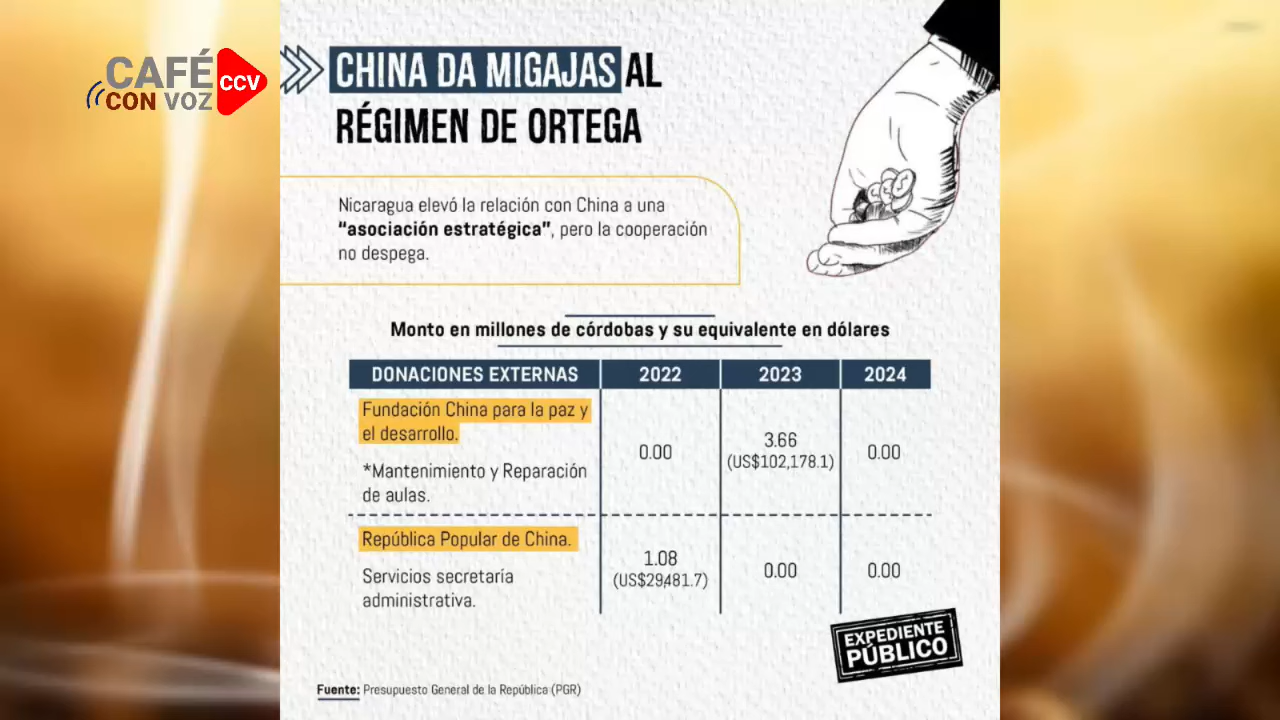 CAFÉ
CON VOZ
CCV
CHINA DA MIGAJAS AL
RÉGIMEN DE ORTEGA
Nicaragua elevó la relación con China a una
“asociación estratégica”, pero la cooperación
no despega.
Monto en millones de córdobas y su equivalente en dólares
DONACIONES EXTERNAS 2022 2023 2024
Fundación China para la paz y
el desarrollo.
*Mantenimiento y Reparación
de aulas.
0.00
3.66
(US$102,178.1)
0.00
República Popular de China.
Servicios secretaría
administrativa.
1.08
(US$29,481.7)
0.00
0.00
EXPEDIENTE
PÚBLICO
Fuente: Presupuesto General de la República (PGR)